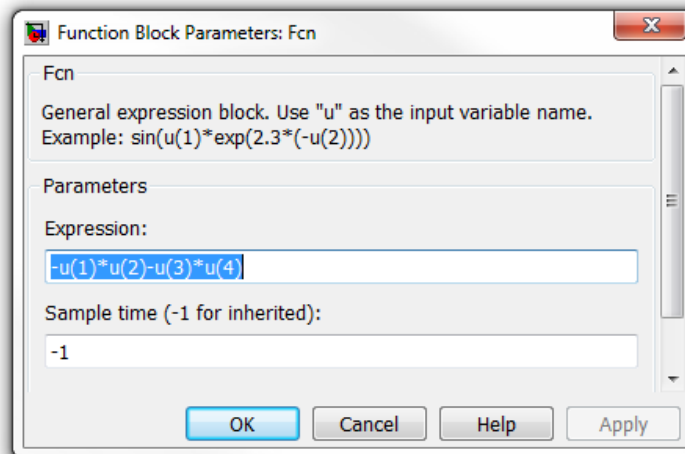 Function Block Parameters: Fcn
Fcn
General expression block. Use "u" as the input variable name.
Example: sin(u(1)*exp(2.3*(-u(2))))
Parameters
Expression:
-u(1)*u(2)-u(3)*u(4)
Sample time (-1 for inherited):
-1
OK Cancel Help Apply